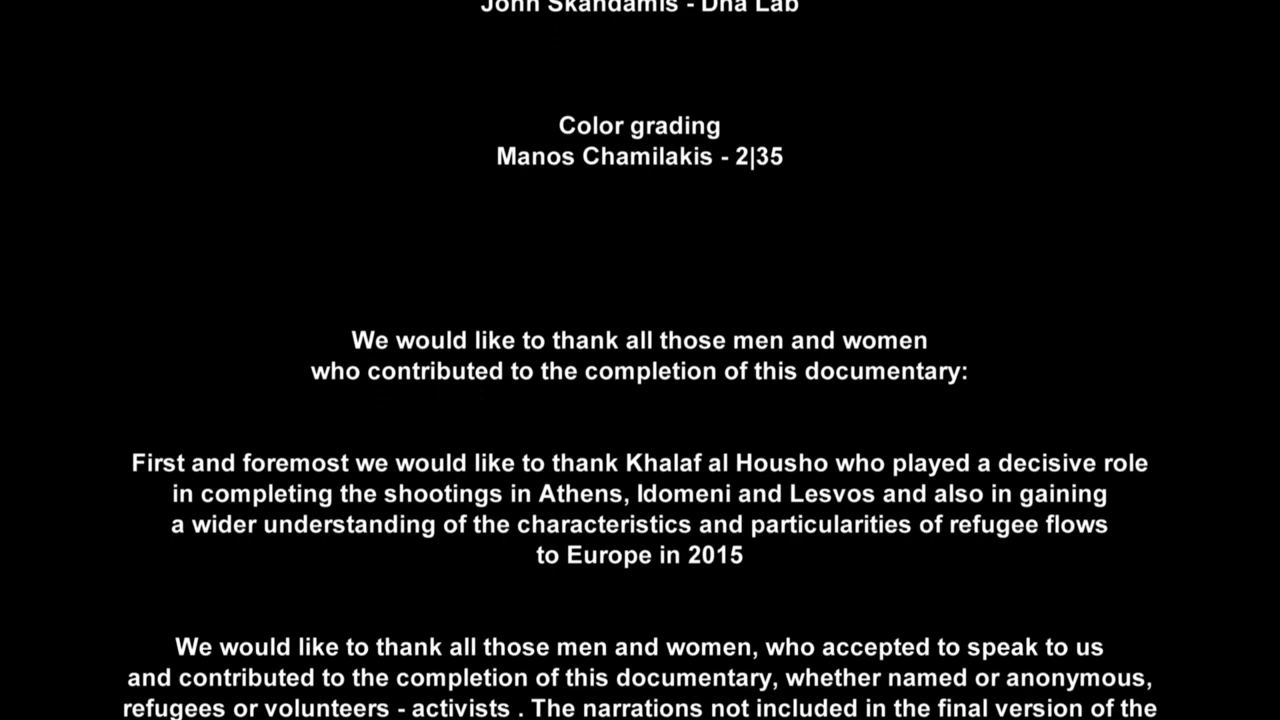 John Skandamis - Dna Lab
Color grading
Manos Chamilakis - 2|35
We would like to thank all those men and women
who contributed to the completion of this documentary:
First and foremost we would like to thank Khalaf al Housho who played a decisive role
in completing the shootings in Athens, Idomeni and Lesvos and also in gaining
a wider understanding of the characteristics and particularities of refugee flows
to Europe in 2015
We would like to thank all those men and women, who accepted to speak to us
and contributed to the completion of this documentary, whether named or anonymous,
refugees or volunteers - activists . The narrations not included in the final version of the